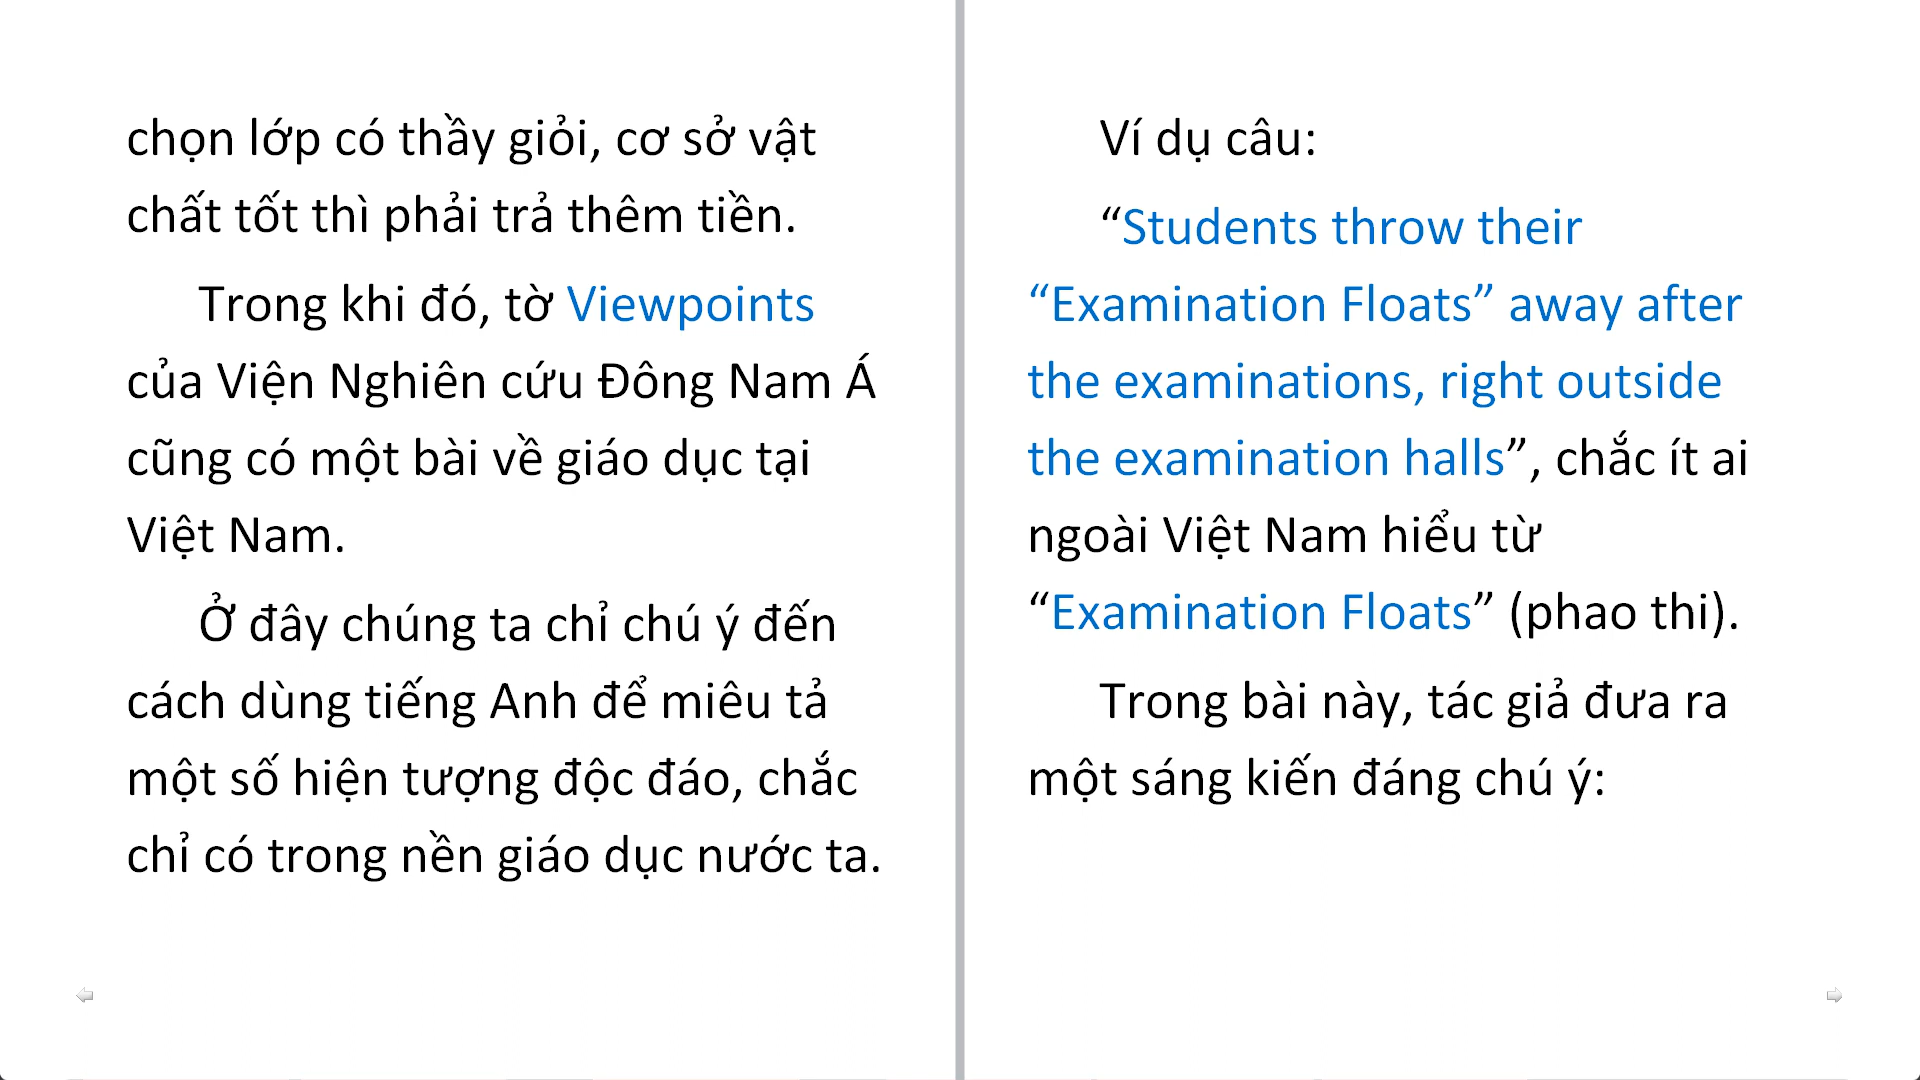 chọn lớp có thầy giỏi, cơ sở vật
chất tốt thì phải trả thêm tiền.
Trong khi đó, tờ Viewpoints
của Viện Nghiên cứu Đông Nam Á
cũng có một bài về giáo dục tại
Việt Nam.
Ở đây chúng ta chỉ chú ý đến
cách dùng tiếng Anh để miêu tả
một số hiện tượng độc đáo, chắc
chỉ có trong nền giáo dục nước ta.
Ví dụ câu:
“Students throw their
“Examination Floats” away after
the examinations, right outside
the examination halls”, chắc ít ai
ngoài Việt Nam hiểu từ
“Examination Floats” (phao thi).
Trong bài này, tác giả đưa ra
một sáng kiến đáng chú ý: